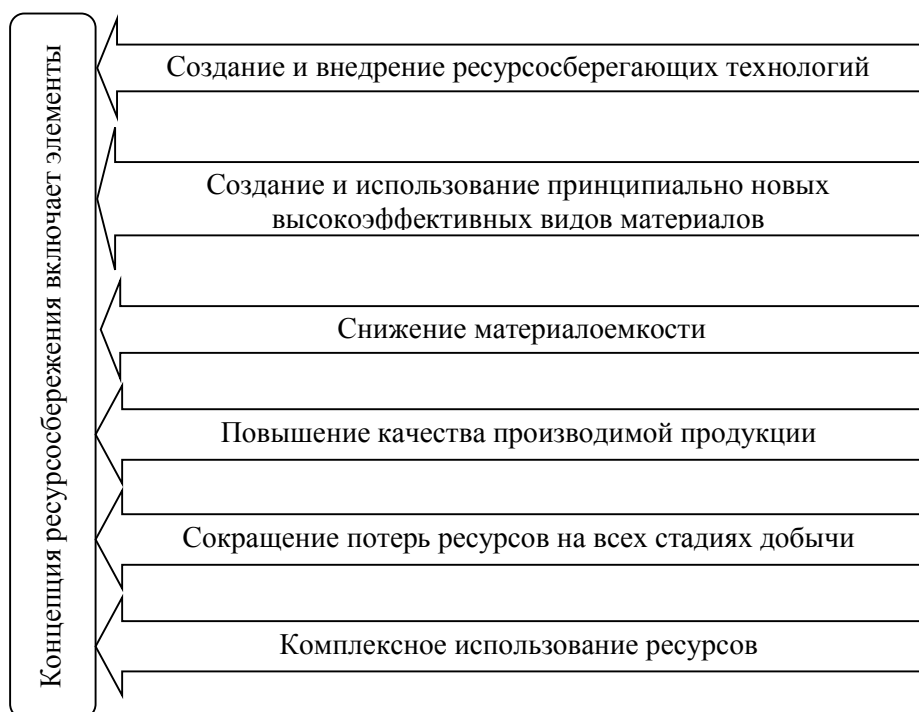 Концепция ресурсосбережения включает элементы
Создание и внедрение ресурсосберегающих технологий
Создание и использование принципиально новых
высокоэффективных видов материалов
Снижение материалоемкости
Повышение качества производимой продукции
Сокращение потерь ресурсов на всех стадиях добычи
Комплексное использование ресурсов